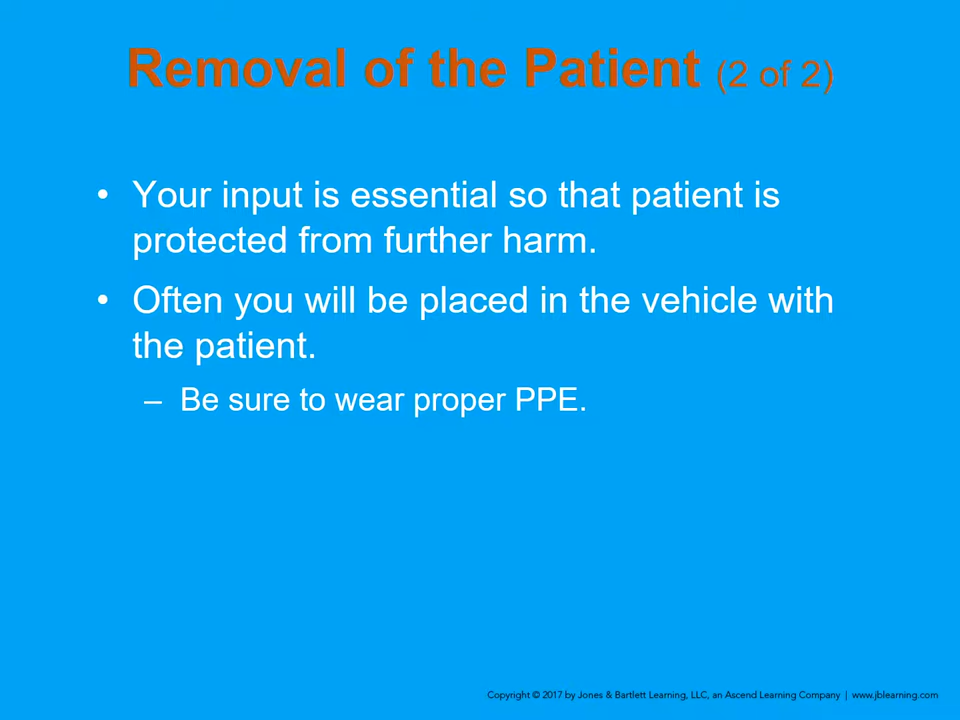 Removal of the Patient (2 of 2)
• Your input is essential so that patient is
protected from further harm.
• Often you will be placed in the vehicle with
the patient.
– Be sure to wear proper PPE.
Copyright © 2017 by Jones & Bartlett Learning, LLC, an Ascend Learning Company | www.jblearning.com